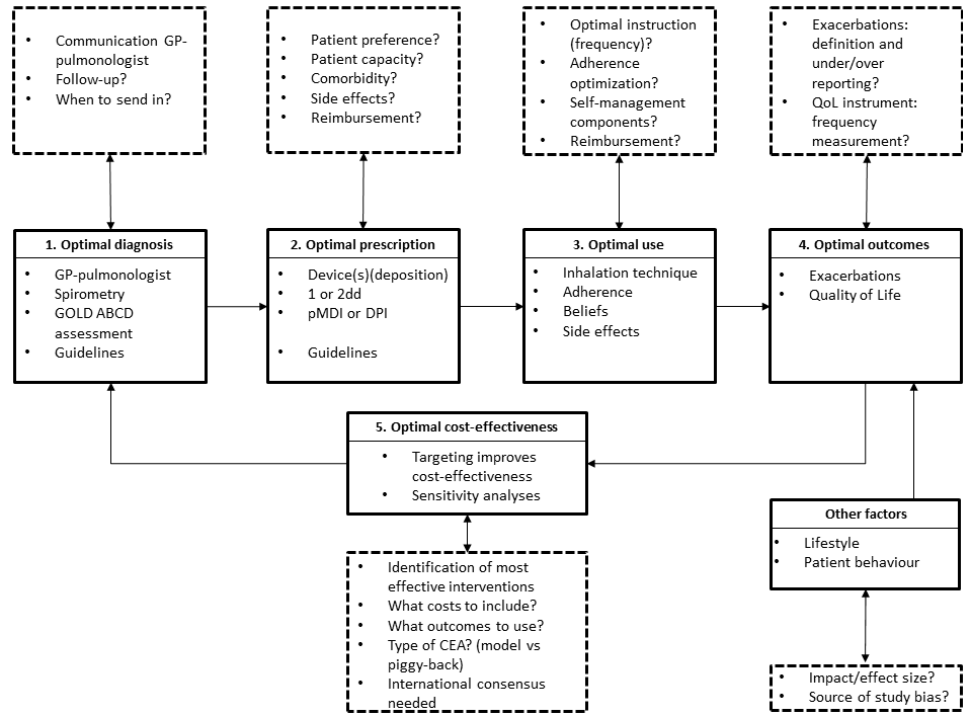 • Communication GP-
pulmonologist
• Follow-up?
• When to send in?
• Patient preference?
• Patient capacity?
• Comorbidity?
• Side effects?
• Reimbursement?
• Optimal instruction
(frequency)?
• Adherence
optimization?
• Self-management
components?
• Reimbursement?
• Exacerbations:
definition and
under/over
reporting?
• QoL instrument:
frequency
measurement?
1. Optimal diagnosis
• GP-pulmonologist
• Spirometry
• GOLD ABCD
assessment
• Guidelines
2. Optimal prescription
• Device(s)(deposition)
• 1 or 2dd
• pMDI or DPI
• Guidelines
3. Optimal use
• Inhalation technique
• Adherence
• Beliefs
• Side effects
4. Optimal outcomes
• Exacerbations
• Quality of Life
5. Optimal cost-effectiveness
• Targeting improves
cost-effectiveness
• Sensitivity analyses
Other factors
• Lifestyle
• Patient behaviour
• Identification of most
effective interventions
• What costs to include?
• What outcomes to use?
• Type of CEA? (model vs
piggy-back)
• International consensus
needed
• Impact/effect size?
• Source of study bias?